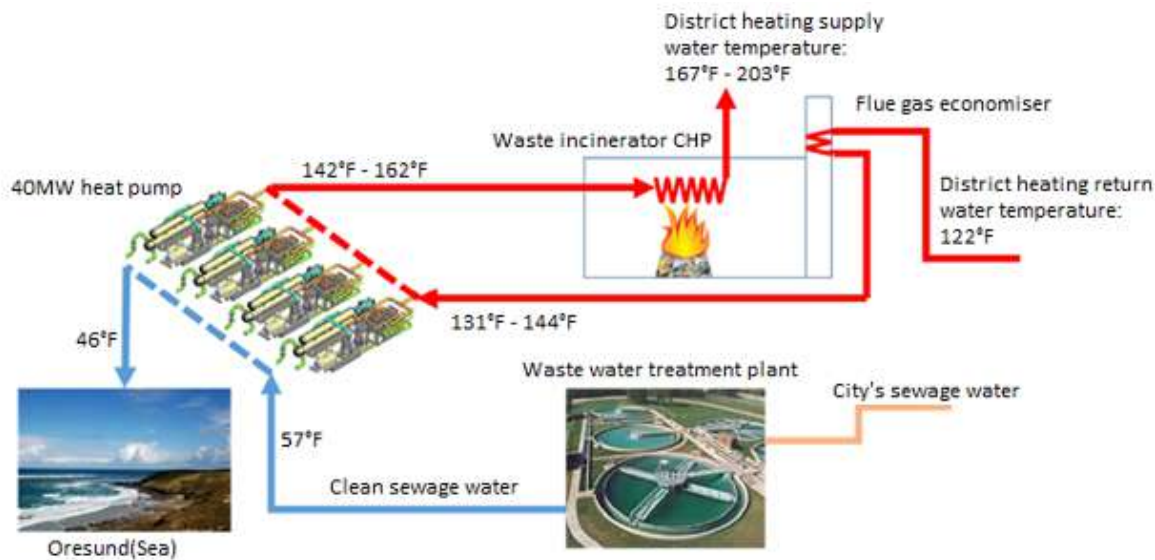 District heating supply
water temperature:
167°F - 203°F
Flue gas economiser
Waste incinerator CHP
142°F - 162°F
40MW heat pump
District heating return
water temperature:
122°F
131°F - 144°F
46°F
Waste water treatment plant
City's sewage water
57°F
Clean sewage water
Oresund(Sea)